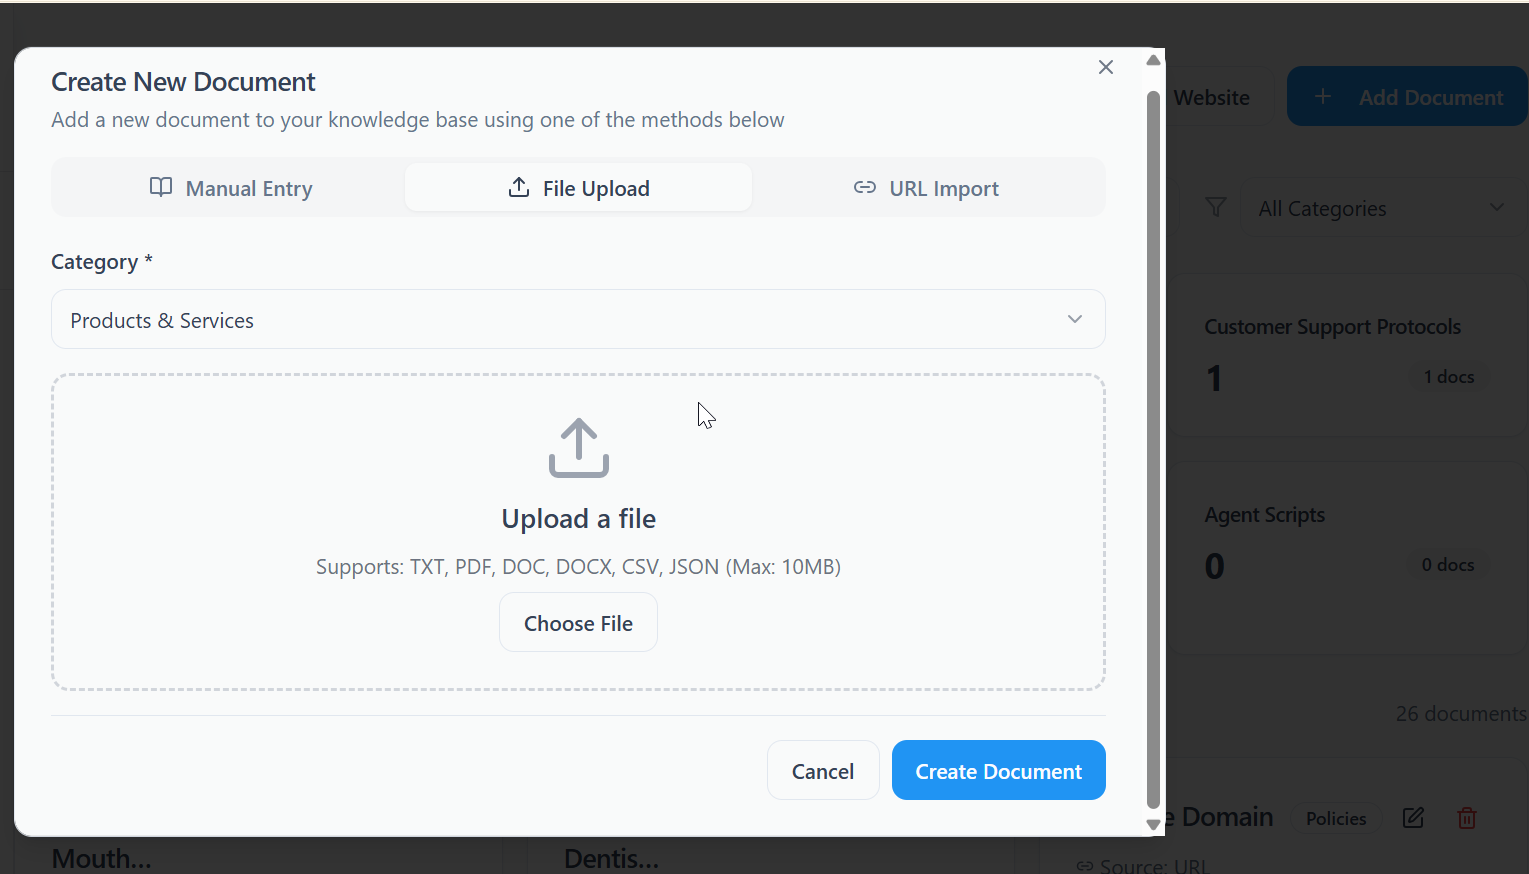 Create New Document
Add a new document to your knowledge base using one of the methods below
Manual Entry
File Upload
URL Import
Category *
Products & Services
Upload a file
Supports: TXT, PDF, DOC, DOCX, CSV, JSON (Max: 10MB)
Choose File
Cancel
Create Document
Website
Add Document
All Categories
Customer Support Protocols
1
1 docs
Agent Scripts
0
0 docs
26 documents
e Domain
Policies
Source: URL
Mouth...
Dentis...